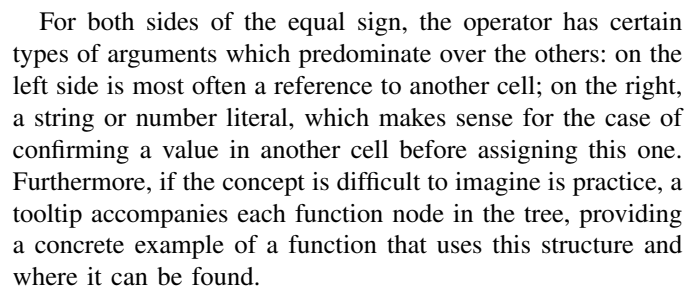 For both sides of the equal sign, the operator has certain
types of arguments which predominate over the others: on the
left side is most often a reference to another cell; on the right,
a string or number literal, which makes sense for the case of
confirming a value in another cell before assigning this one.
Furthermore, if the concept is difficult to imagine is practice, a
tooltip accompanies each function node in the tree, providing
a concrete example of a function that uses this structure and
where it can be found.